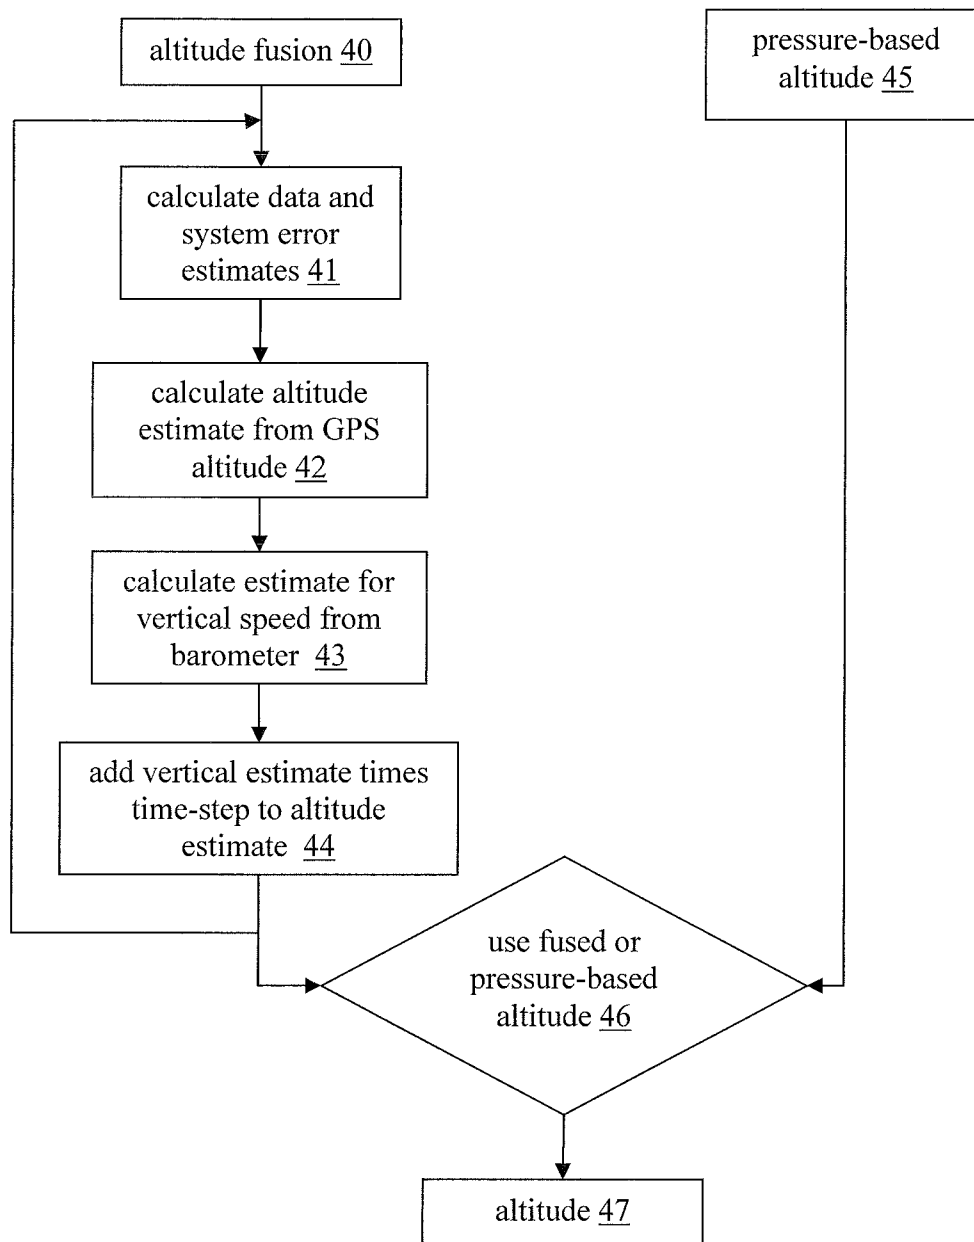 altitude fusion 40
pressure-based
altitude 45
calculate data and
system error
estimates 41
calculate altitude
estimate from GPS
altitude 42
calculate estimate for
vertical speed from
barometer 43
add vertical estimate times
time-step to altitude
estimate 44
use fused or
pressure-based
altitude 46
altitude 47